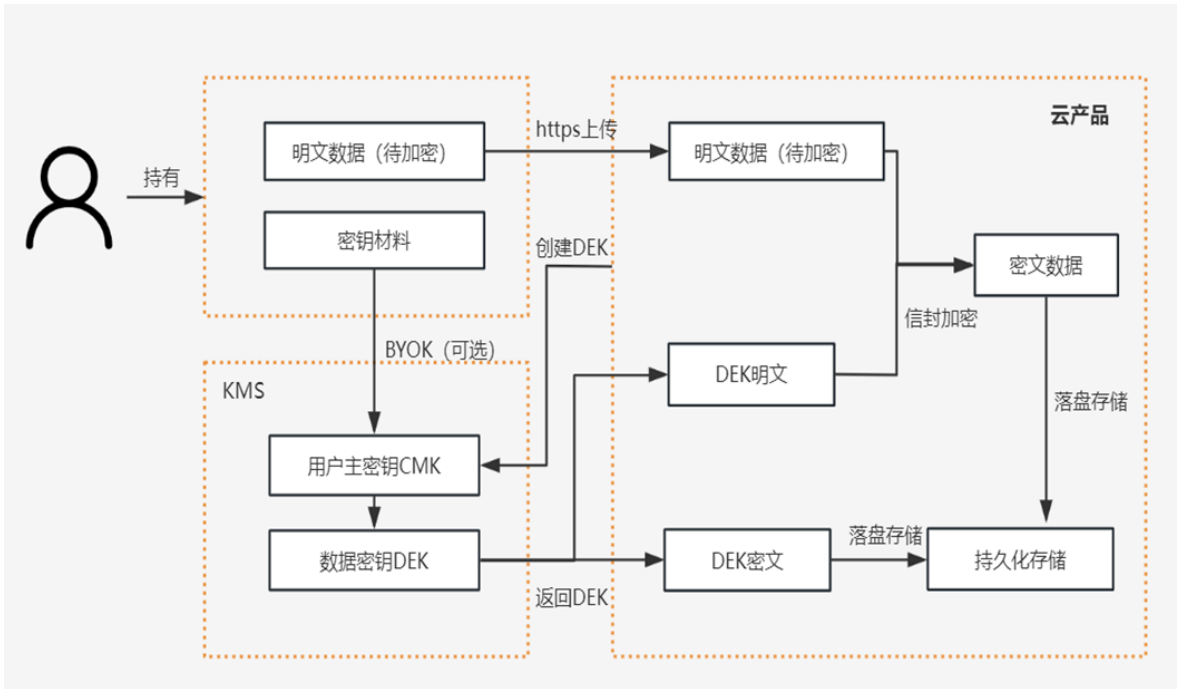 云产品
https上传
明文数据（待加密）
明文数据（待加密）
持有
密钥材料
创建DEK
密文数据
信封加密
BYOK（可选）
DEK明文
KMS
落盘存储
用户主密钥CMK
落盘存储
数据密钥DEK
DEK密文
持久化存储
返回DEK